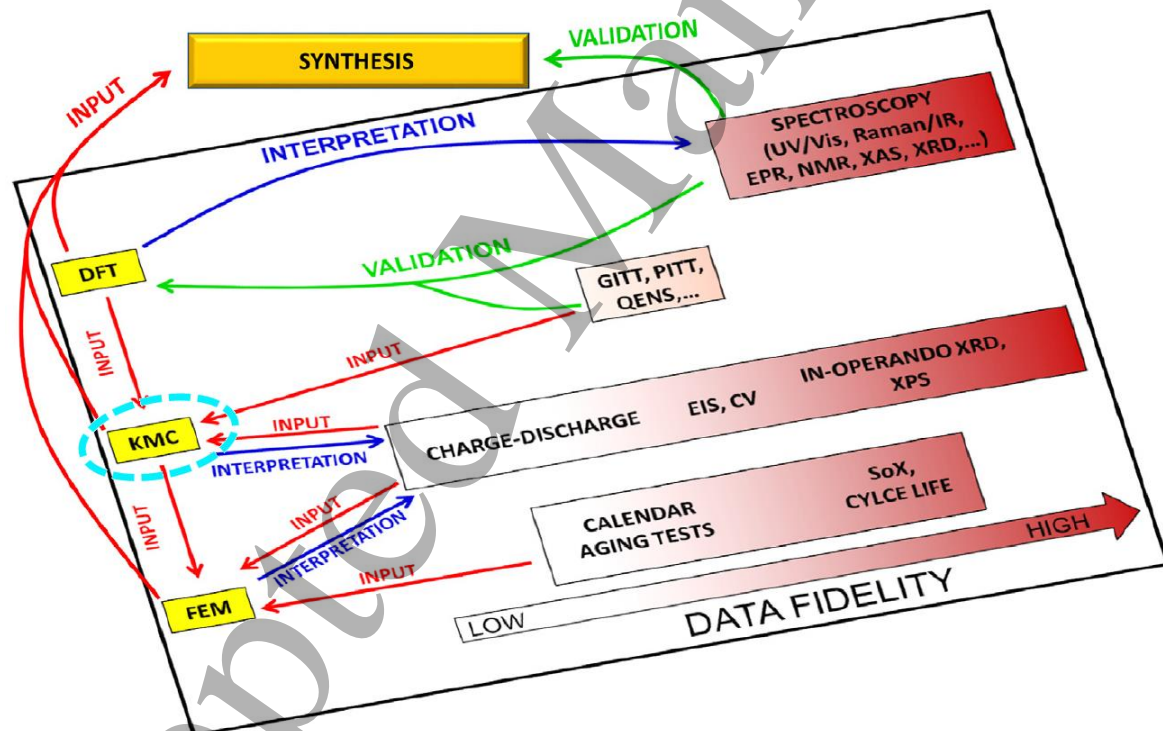 VALIDATION
SYNTHESIS
INPUT
INTERPRETATION
SPECTROSCOPY
(UV/Vis, Raman/IR,
EPR, NMR, XAS, XRD,...)
VALIDATION
DFT
GITT, PITT,
QENS,...
INPUT
INPUT
IN-OPERANDO XRD,
XPS
EIS, CV
CHARGE-DISCHARGE
INPUT
KMC
INTERPRETATION
SoX,
CYLCE LIFE
CALENDAR
AGING TESTS
INPUT
INPUT
INTERPRETATION
INPUT
FEM
HIGH
LOW
DATA FIDELITY